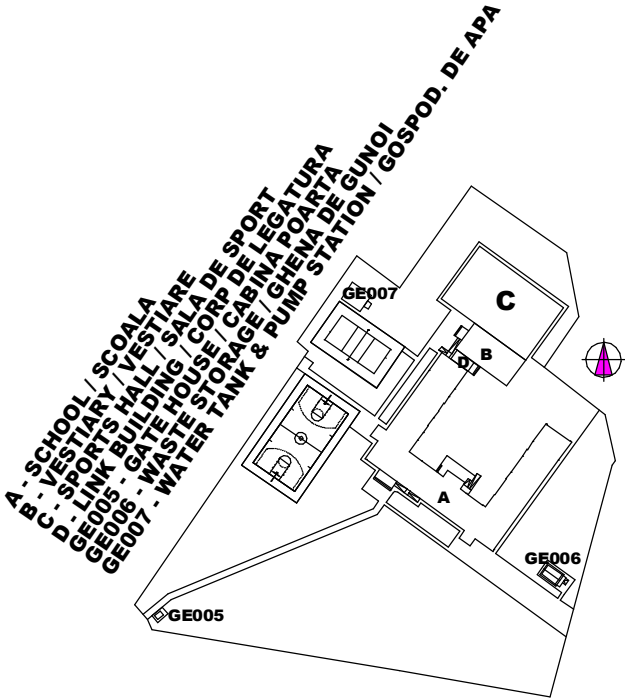 A - SCHOOL / SCOALA
B - VESTIARY / VESTIARE
C - SPORTS HALL / SALA DE SPORT
D - LINK BUILDING / CORP DE LEGATURA
GE005 - GATE HOUSE / CABINA POARTA
GE006 - WASTE STORAGE / GHENA DE GUNOI
GE007 - WATER TANK & PUMP STATION / GOSPOD. DE APA
GE007
C
B
D
A
GE006
GE005